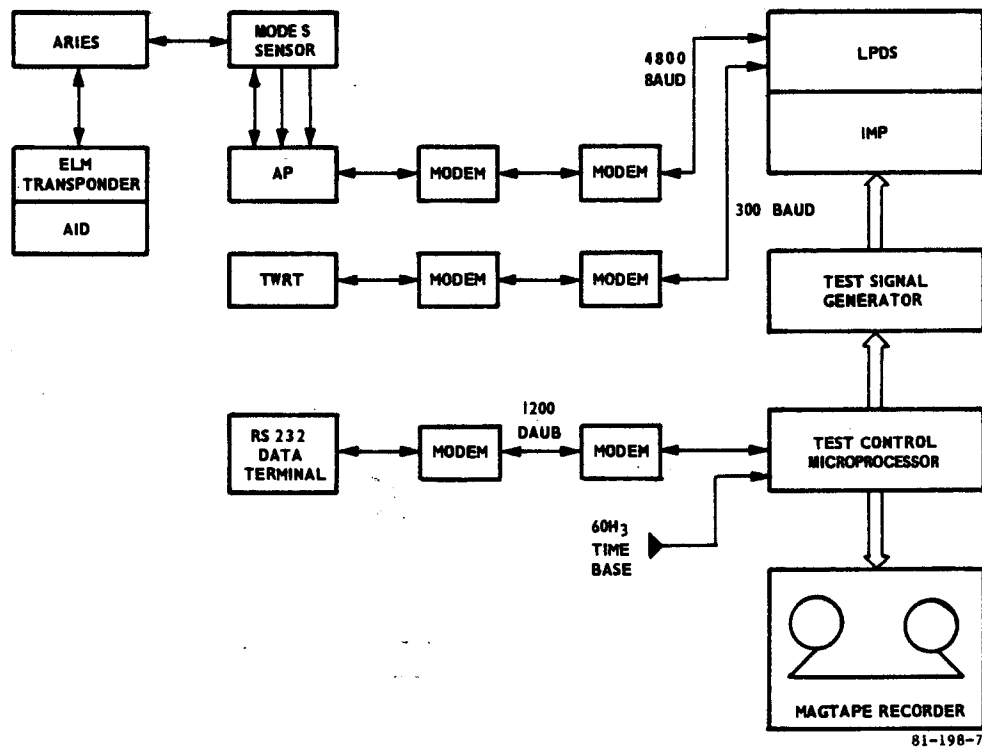 ARIES
MODE S
SENSOR
4800
BAUD
LPDS
IMP
ELM
TRANSPONDER
AID
AP
MODEM
MODEM
300 BAUD
TWRT
MODEM
MODEM
TEST SIGNAL
GENERATOR
RS 232
DATA
TERMINAL
MODEM
1200
DAUB
MODEM
TEST CONTROL
MICROPROCESSOR
60H3
TIME
BASE
MAGTAPE RECORDER
81-198-7